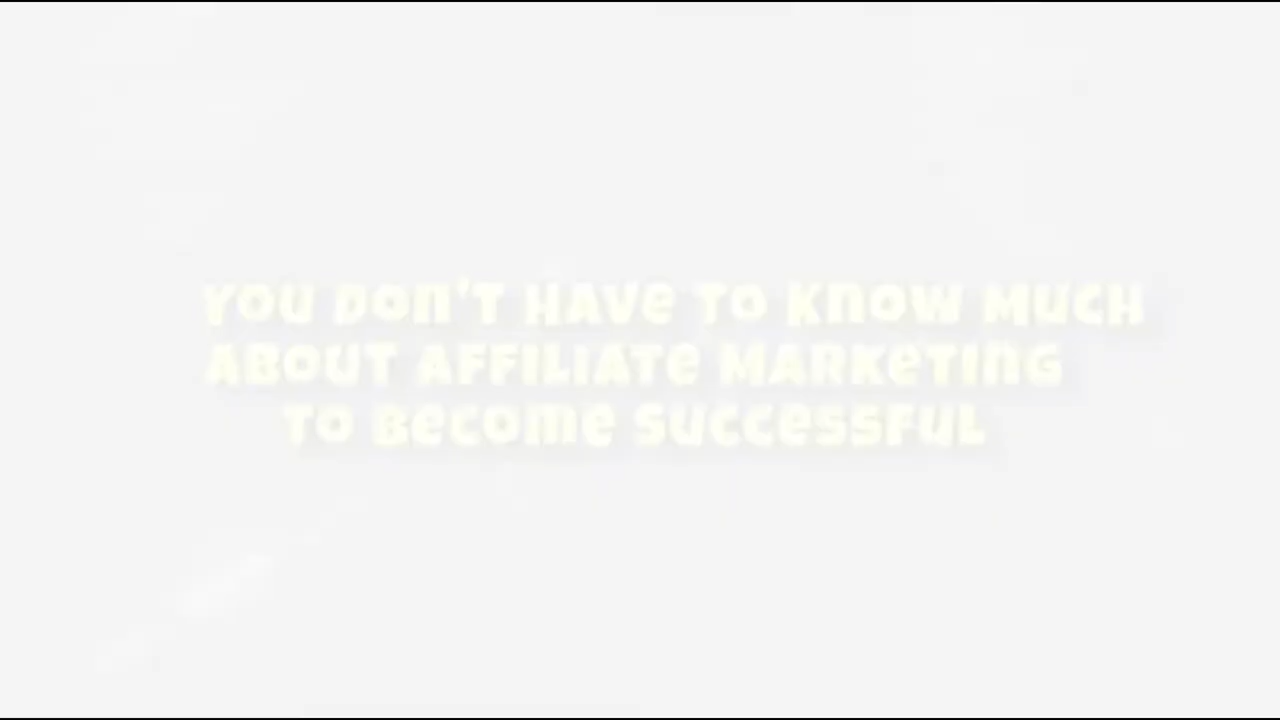 YOU DON'T HAVE TO KNOW MUCH
ABOUT AFFILIATE MARKETING
TO BECOME SUCCESSFUL